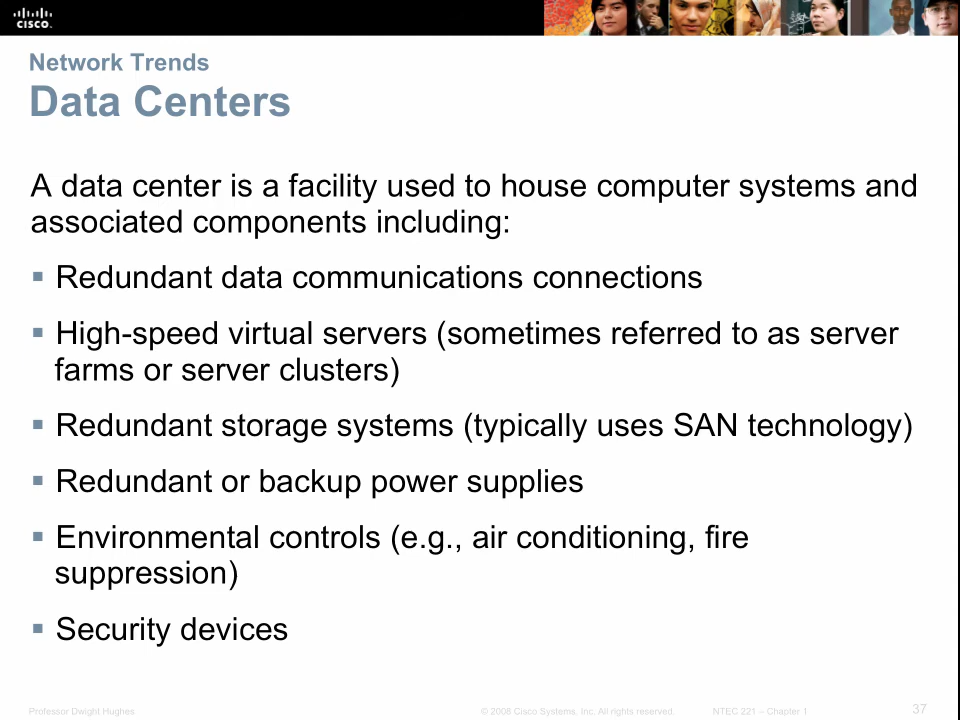 CISCO
Network Trends
Data Centers
A data center is a facility used to house computer systems and
associated components including:
▪ Redundant data communications connections
▪ High-speed virtual servers (sometimes referred to as server
farms or server clusters)
▪ Redundant storage systems (typically uses SAN technology)
▪ Redundant or backup power supplies
▪ Environmental controls (e.g., air conditioning, fire
suppression)
▪ Security devices
Professor Dwight Hughes © 2008 Cisco Systems, Inc. All rights reserved. NTEC 221 – Chapter 1 37